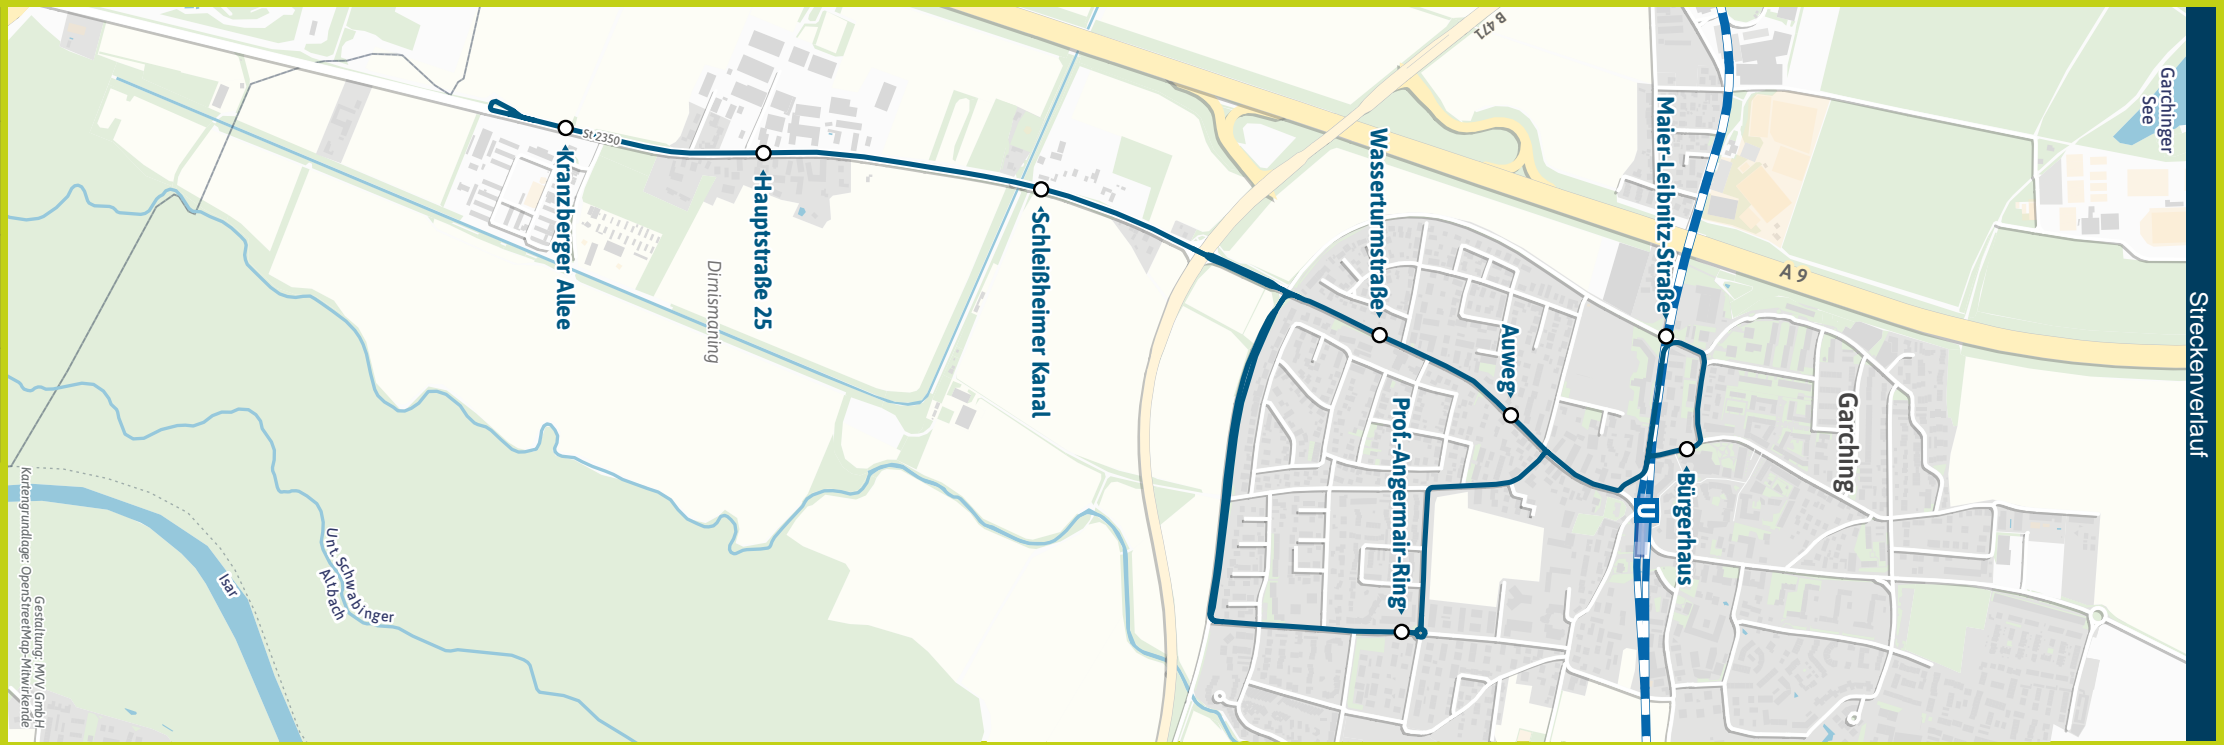 Streckenverlauf
Garchinger
See
A 9
Garching
Maier-Leibnitz-Straße
Bürgerhaus
U
B 471
Auweg
Prof.-Angermair-Ring
Wasserturmstraße
Schleißheimer Kanal
Hauptstraße 25
Dirnismaning
St 2350
Kranzberger Allee
Unt. Schwabinger
Altbach
Isar
Gestaltung: MVV GmbH
Kartengrundlage: OpenStreetMap-Mitwirkende